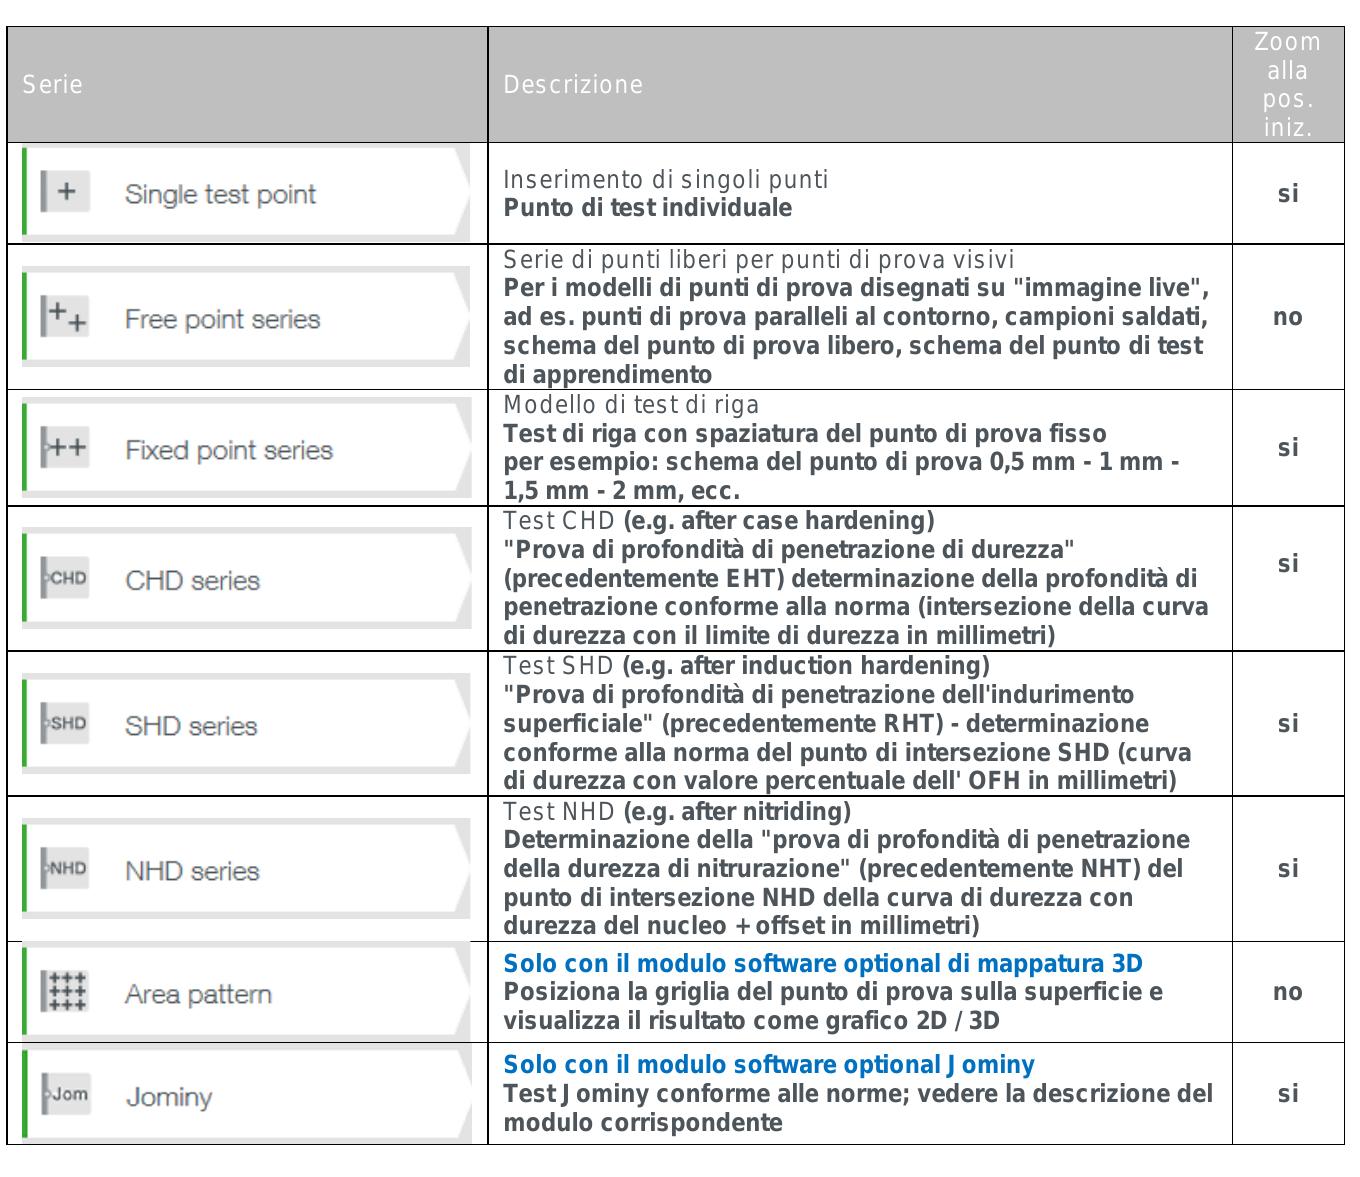 Serie
Descrizione
Zoom
alla
pos.
iniz.
+
Single test point
Inserimento di singoli punti
Punto di test individuale
si
++
Free point series
Serie di punti liberi per punti di prova visivi
Per i modelli di punti di prova disegnati su "immagine live",
ad es. punti di prova paralleli al contorno, campioni saldati,
schema del punto di prova libero, schema del punto di test
di apprendimento
no
++
Fixed point series
Modello di test di riga
Test di riga con spaziatura del punto di prova fisso
per esempio: schema del punto di prova 0,5 mm - 1 mm -
1,5 mm - 2 mm, ecc.
si
CHD
CHD series
Test CHD (e.g. after case hardening)
"Prova di profondità di penetrazione di durezza"
(precedentemente EHT) determinazione della profondità di
penetrazione conforme alla norma (intersezione della curva
di durezza con il limite di durezza in millimetri)
si
SHD
SHD series
Test SHD (e.g. after induction hardening)
"Prova di profondità di penetrazione dell'indurimento
superficiale" (precedentemente RHT) - determinazione
conforme alla norma del punto di intersezione SHD (curva
di durezza con valore percentuale dell' OFH in millimetri)
si
NHD
NHD series
Test NHD (e.g. after nitriding)
Determinazione della "prova di profondità di penetrazione
della durezza di nitrurazione" (precedentemente NHT) del
punto di intersezione NHD della curva di durezza con
durezza del nucleo + offset in millimetri)
si
Area pattern
Solo con il modulo software optional di mappatura 3D
Posiziona la griglia del punto di prova sulla superficie e
visualizza il risultato come grafico 2D / 3D
no
Jom
Jominy
Solo con il modulo software optional Jominy
Test Jominy conforme alle norme; vedere la descrizione del
modulo corrispondente
si